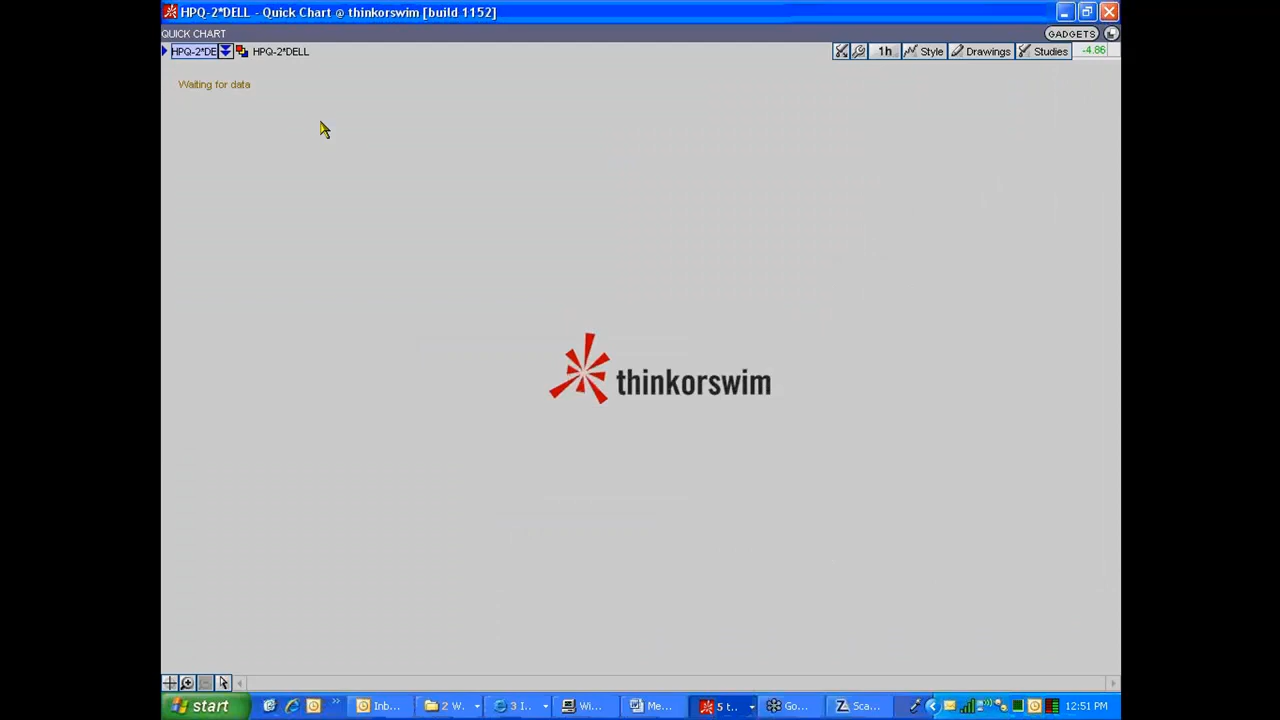 HPQ-2*DELL - Quick Chart @ thinkorswim [build 1152]
QUICK CHART
GADGETS
HPQ-2*DE
HPQ-2*DELL
1h
Style
Drawings
Studies
-4.86
Waiting for data
thinkorswim
start
Inb...
2 W.
3 I..
Wi...
Me...
5 t..
Go...
Sca...
12:51 PM